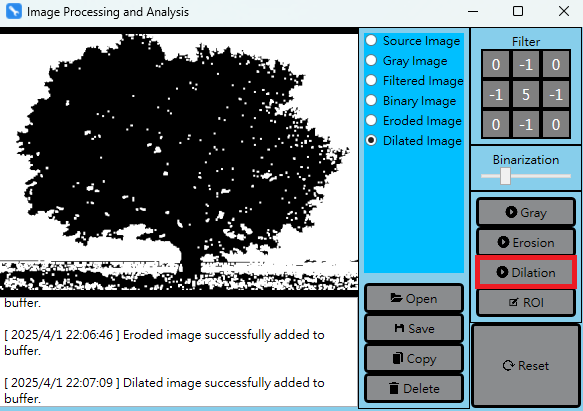 Image Processing and Analysis
Source Image
Gray Image
Filtered Image
Binary Image
Eroded Image
Dilated Image
Filter
0 -1 0
-1 5 -1
0 -1 0
Binarization
Gray
Erosion
Dilation
ROI
Reset
Open
Save
Copy
Delete
buffer.
[ 2025/4/1 22:06:46 ] Eroded image successfully added to
buffer.
[ 2025/4/1 22:07:09 ] Dilated image successfully added to
buffer.